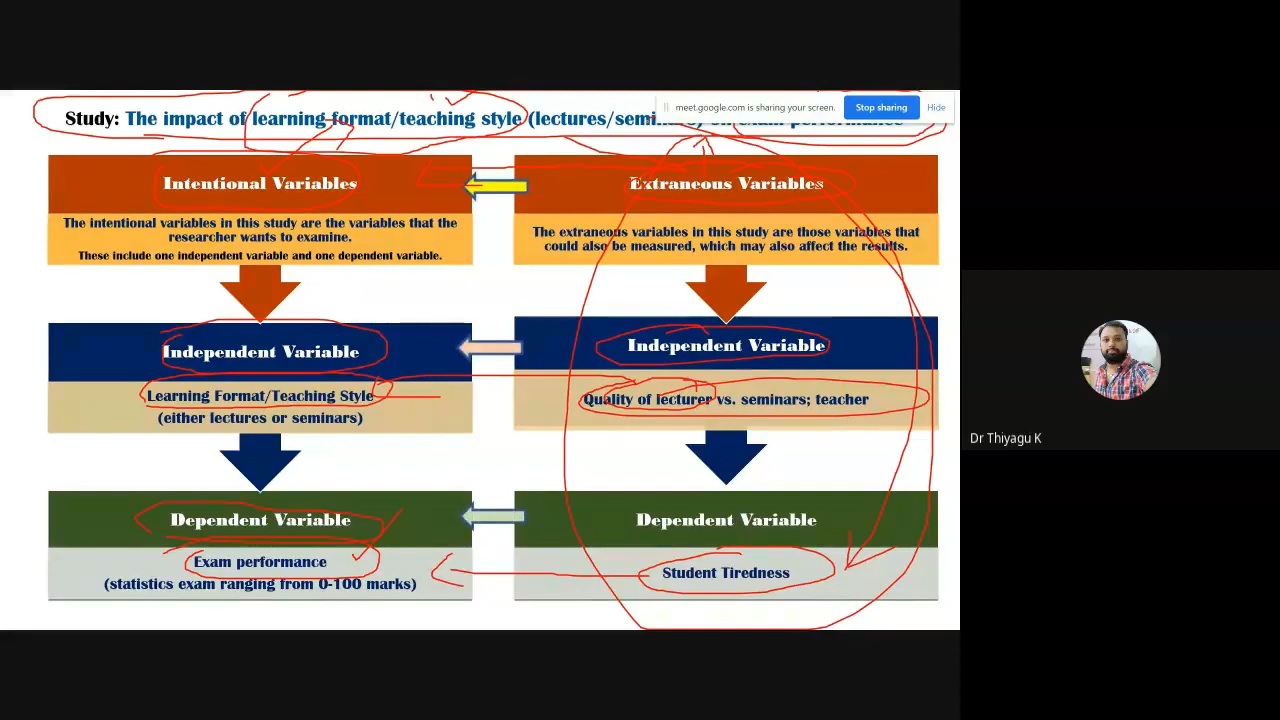 Study: The impact of learning format/teaching style (lectures/seminars) on exam performance
meet.google.com is sharing your screen.
Stop sharing
Hide
Intentional Variables
The intentional variables in this study are the variables that the
researcher wants to examine.
These include one independent variable and one dependent variable.
Extraneous Variables
The extraneous variables in this study are those variables that
could also be measured, which may also affect the results.
Independent Variable
Learning Format/Teaching Style
(either lectures or seminars)
Independent Variable
Quality of lecturer vs. seminars; teacher
Dependent Variable
Exam performance
(statistics exam ranging from 0-100 marks)
Dependent Variable
Student Tiredness
Dr Thiyagu K